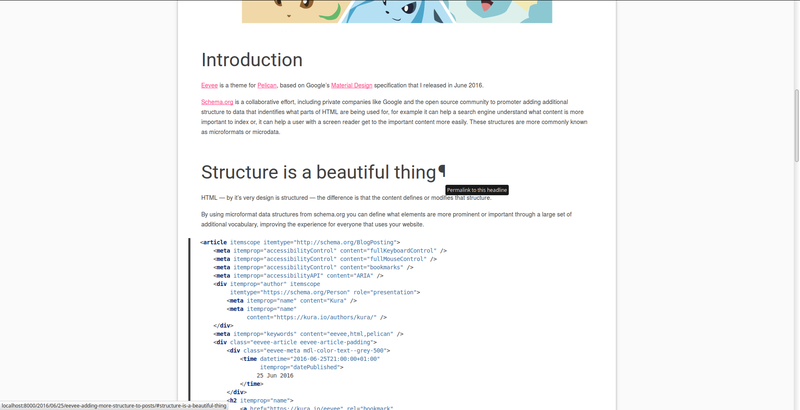 Introduction
Eevee is a theme for Pelican, based on Google's Material Design specification that I released in June 2016.
Schema.org is a collaborative effort, including private companies like Google and the open source community to promoter adding additional
structure to data that indentifies what parts of HTML are being used for, for example it can help a search engine understand what content is more
important to index or, it can help a user with a screen reader get to the important content more easily. These structures are more commonly known
as microformats or microdata.
Structure is a beautiful thing¶
Permalink to this headline
HTML — by it's very design is structured — the difference is that the content defines or modifies that structure.
By using microformat data structures from schema.org you can define what elements are more prominent or important through a large set of
additional vocabulary, improving the experience for everyone that uses your website.
<article itemscope itemtype="http://schema.org/BlogPosting">
<meta itemprop="accessibilityControl" content="fullKeyboardControl" />
<meta itemprop="accessibilityControl" content="fullMouseControl" />
<meta itemprop="accessibilityControl" content="bookmarks" />
<meta itemprop="accessibilityAPI" content="ARIA" />
<div itemprop="author" itemscope
itemtype="https://schema.org/Person" role="presentation">
<meta itemprop="name" content="Kura" />
<meta itemprop="name"
content="https://kura.io/authors/kura/" />
</div>
<meta itemprop="keywords" content="eevee,html,pelican" />
<div class="eevee-article eevee-article-padding">
<div class="eevee-meta mdl-color-text--grey-500">
<time datetime="2016-06-25T21:00:00+01:00"
itemprop="datePublished">
25 Jun 2016
</time>
</div>
<h2 itemprop="name">
<a href="https://kura.io/eevee" rel="bookmark"
localhost:8000/2016/06/25/eevee-adding-more-structure-to-posts/#structure-is-a-beautiful-thing